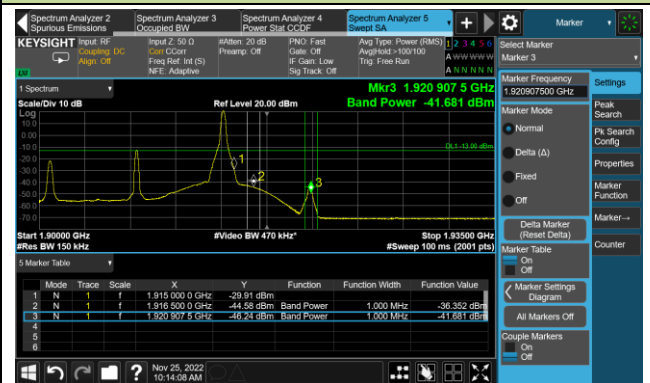 Spectrum Analyzer 2 Spectrum Analyzer 3 Spectrum Analyzer 4 Spectrum Analyzer 5 Marker
Spurious Emissions Occupied BW Power Stat CCDF Swept SA
KEYSIGHT Input: RF Input Z: 50 Ω #Atten: 20 dB PNO: Fast Avg Type: Power (RMS) 1 2 3 4 5 6 Select Marker
Coupling: DC Corr CCorr Preamp: Off Gate: Off Avg|Hold:>100/100 Marker 3
Align: Off Freq Ref: Int (S) IF Gain: Low Trig: Free Run A W W W W W
NFE: Adaptive Sig Track: Off A N N N N N
1 Spectrum Mkr3 1.920 907 5 GHz Marker Frequency Settings
1.920907500 GHz
Scale/Div 10 dB Ref Level 20.00 dBm Band Power -41.681 dBm
Marker Mode Peak Search
Log
10.0
0.00 Normal Pk Search Config
-10.0 DL1 -13.00 dBm
-20.0 Delta (Δ) Properties
-30.0 1
-40.0 2 3 Fixed Marker Function
-50.0
-60.0 Off Marker→
-70.0
Start 1.90000 GHz #Video BW 470 kHz* Stop 1.93500 GHz Delta Marker (Reset Delta)
#Res BW 150 kHz #Sweep 100 ms (2001 pts) Counter
Marker Table
5 Marker Table On
Off
Mode Trace Scale X Y Function Function Width Function Value
1 N 1 f 1.915 000 0 GHz -29.91 dBm Marker Settings Diagram
2 N 1 f 1.916 500 0 GHz -44.58 dBm Band Power 1.000 MHz -36.352 dBm
3 N 1 f 1.920 907 5 GHz -46.24 dBm Band Power 1.000 MHz -41.681 dBm
4 All Markers Off
5
6 Couple Markers
On
Off
? Nov 25, 2022
10:14:08 AM